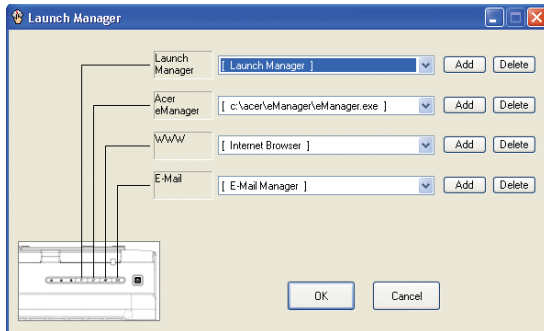 Launch Manager
Launch Manager
[ Launch Manager ]
Add
Delete
Acer eManager
[ c:\acer\eManager\eManager.exe ]
Add
Delete
WWW
[ Internet Browser ]
Add
Delete
E-Mail
[ E-Mail Manager ]
Add
Delete
OK
Cancel